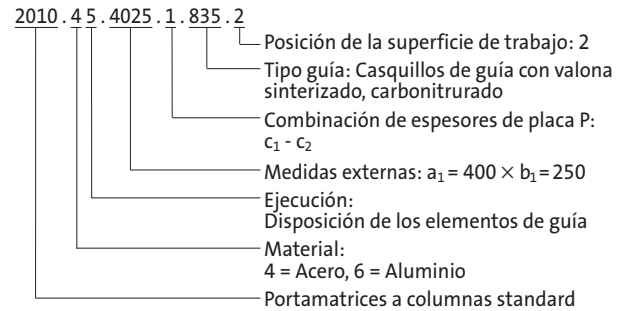 2010.45.4025.1.835.2
Posición de la superficie de trabajo: 2
Tipo guía: Casquillos de guía con valona
sinterizado, carbonitrurado
Combinación de espesores de placa P:
c₁ - c₂
Medidas externas: a₁ = 400 × b₁ = 250
Ejecución:
Disposición de los elementos de guía
Material:
4 = Acero, 6 = Aluminio
Portamatrices a columnas standard